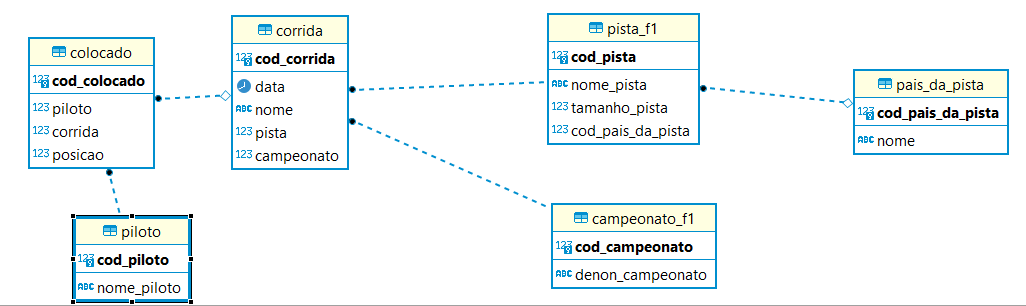 colocado
123 cod_colocado
123 piloto
123 corrida
123 posicao
corrida
123 cod_corrida
data
ABC nome
123 pista
123 campeonato
pista_f1
123 cod_pista
ABC nome_pista
123 tamanho_pista
123 cod_pais_da_pista
pais_da_pista
123 cod_pais_da_pista
ABC nome
piloto
123 cod_piloto
ABC nome_piloto
campeonato_f1
123 cod_campeonato
ABC denon_campeonato